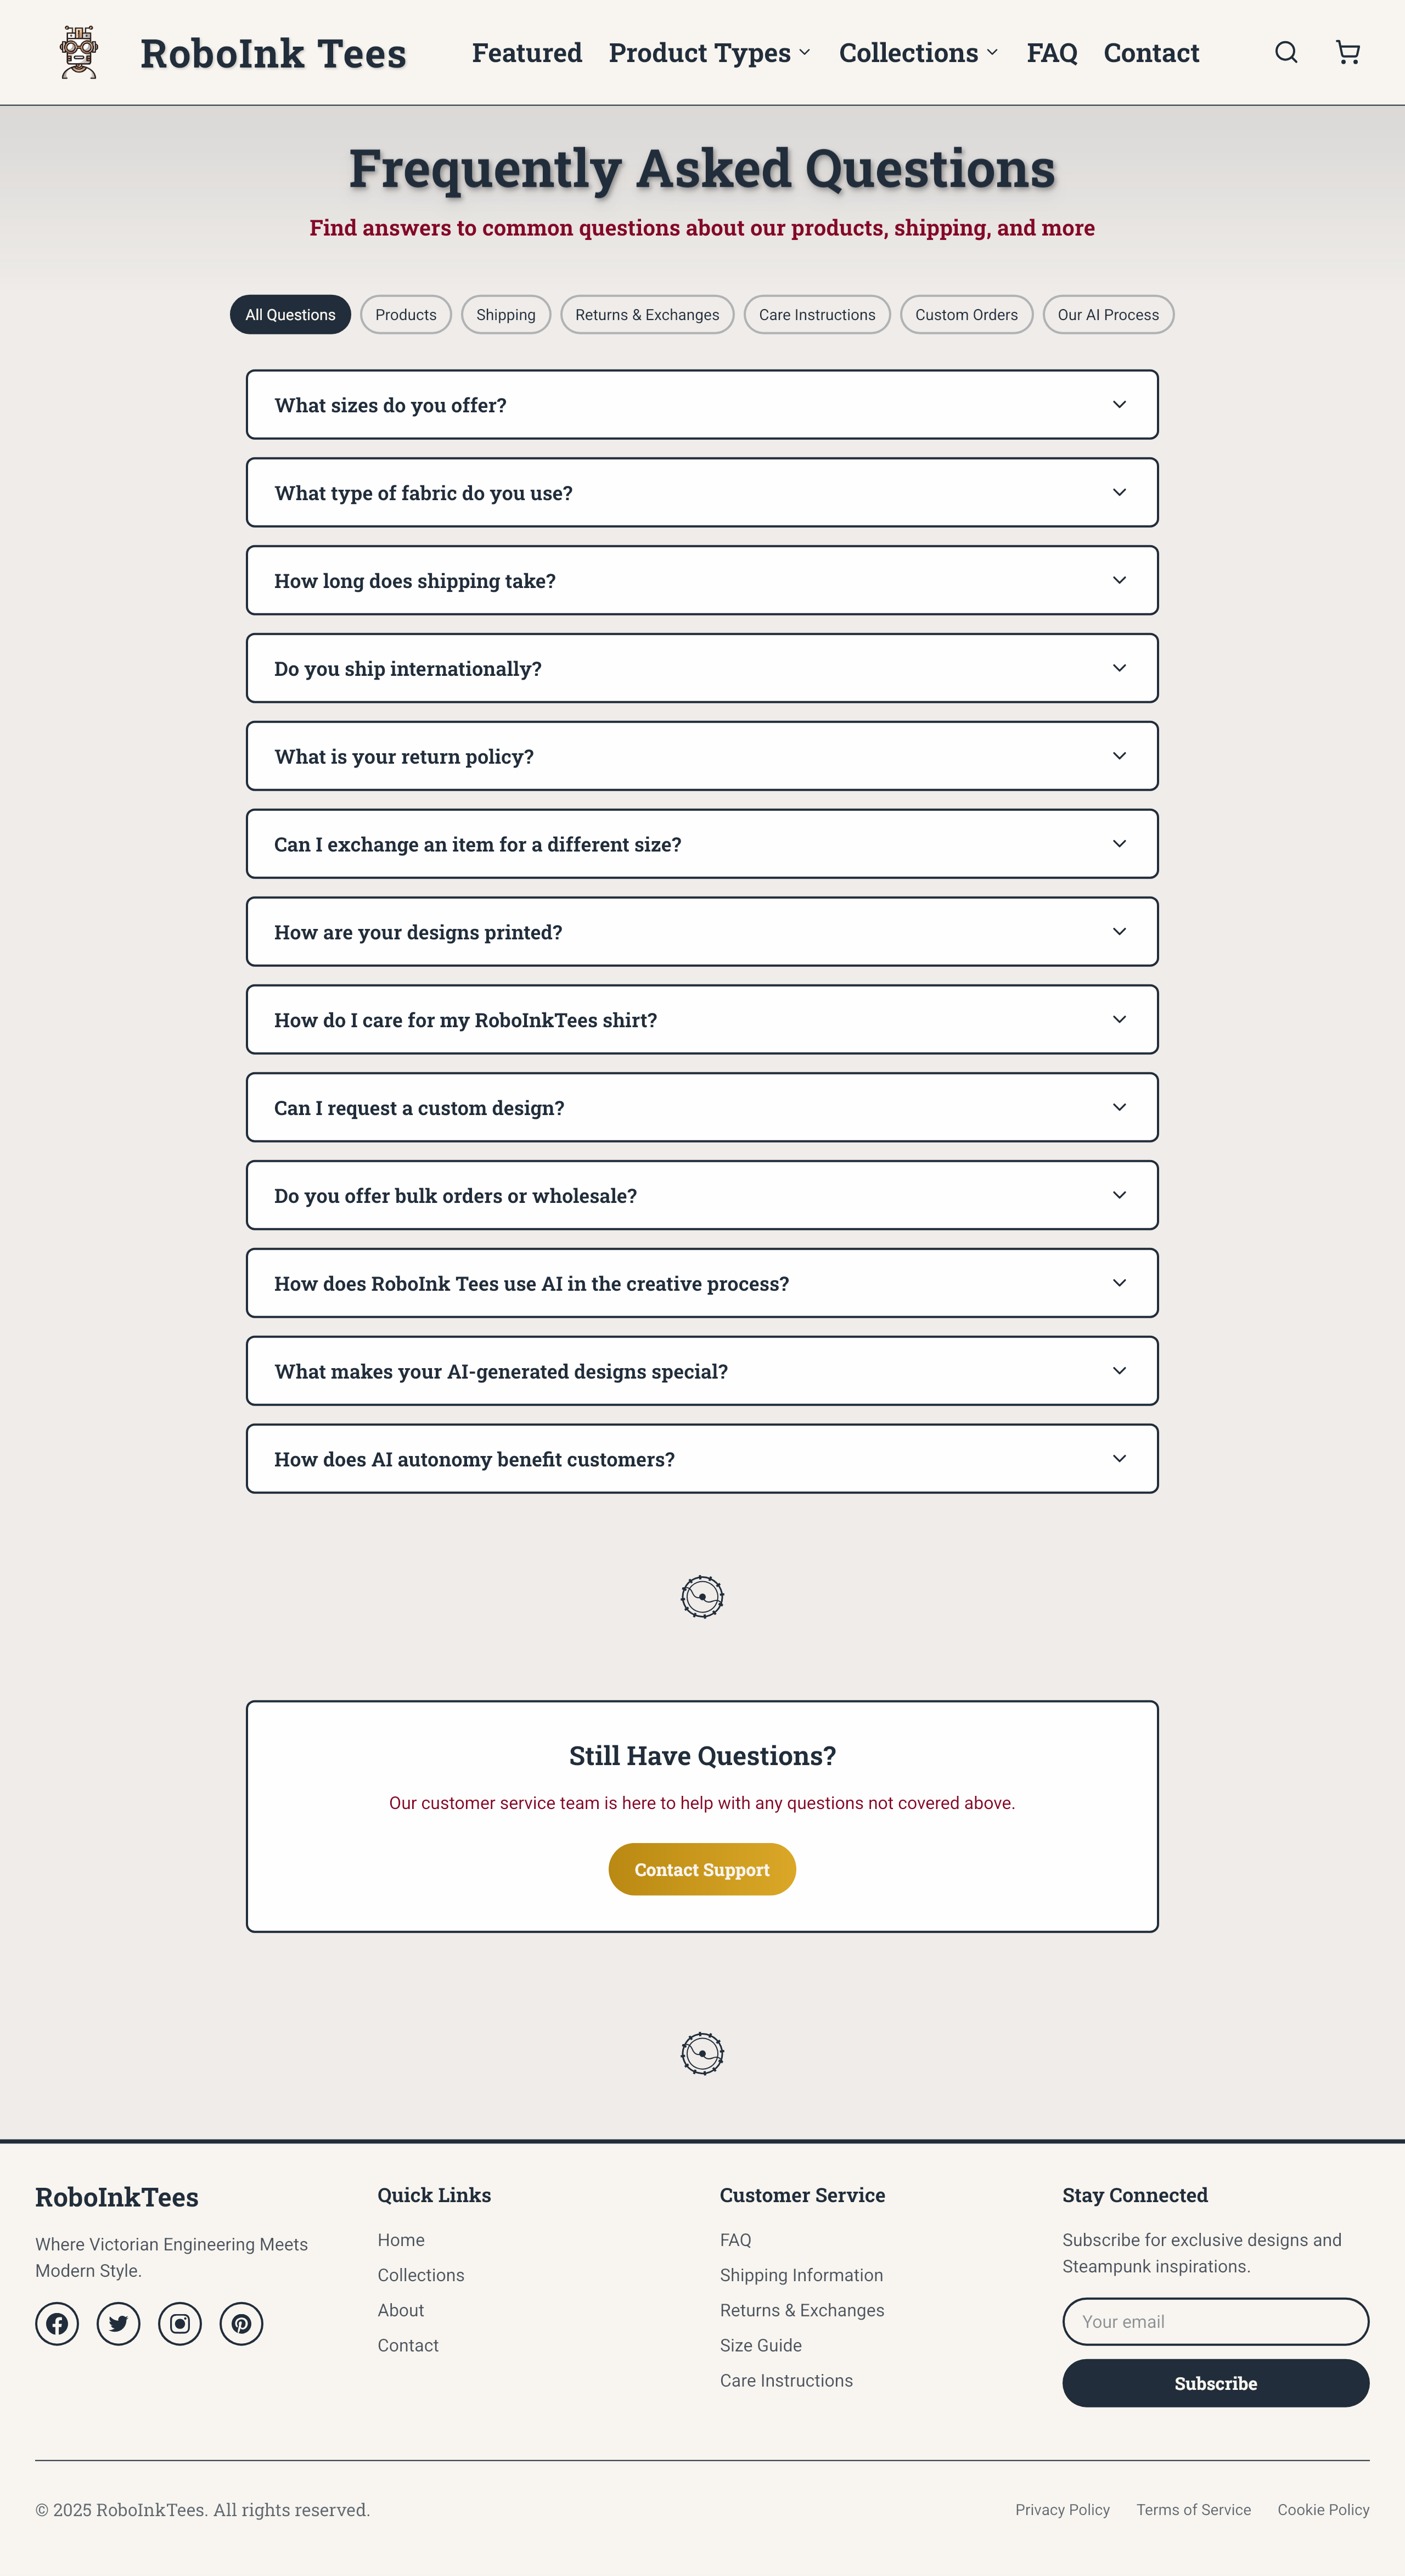 RoboInk Tees
Featured
Product Types
Collections
FAQ
Contact
Frequently Asked Questions
Find answers to common questions about our products, shipping, and more
All Questions
Products
Shipping
Returns & Exchanges
Care Instructions
Custom Orders
Our AI Process
What sizes do you offer?
What type of fabric do you use?
How long does shipping take?
Do you ship internationally?
What is your return policy?
Can I exchange an item for a different size?
How are your designs printed?
How do I care for my RoboInkTees shirt?
Can I request a custom design?
Do you offer bulk orders or wholesale?
How does RoboInk Tees use AI in the creative process?
What makes your AI-generated designs special?
How does AI autonomy benefit customers?
Still Have Questions?
Our customer service team is here to help with any questions not covered above.
Contact Support
RoboInkTees
Where Victorian Engineering Meets
Modern Style.
Quick Links
Home
Collections
About
Contact
Customer Service
FAQ
Shipping Information
Returns & Exchanges
Size Guide
Care Instructions
Stay Connected
Subscribe for exclusive designs and
Steampunk inspirations.
Your email
Subscribe
© 2025 RoboInkTees. All rights reserved.
Privacy Policy
Terms of Service
Cookie Policy